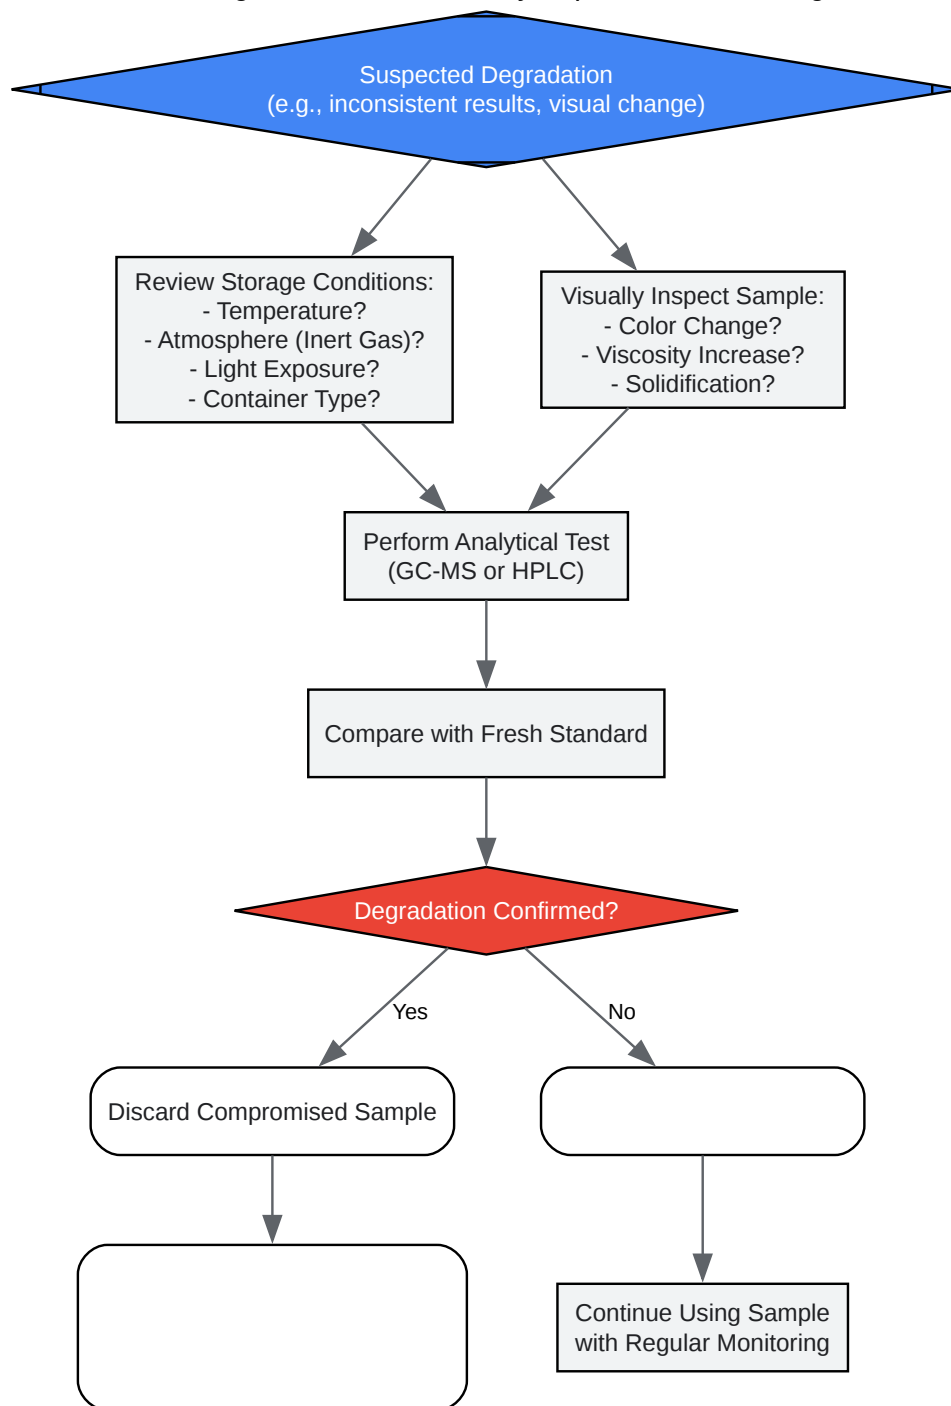 Suspected Degradation
(e.g., inconsistent results, visual change)
Review Storage Conditions:
- Temperature?
- Atmosphere (Inert Gas)?
- Light Exposure?
- Container Type?
Visually Inspect Sample:
- Color Change?
- Viscosity Increase?
- Solidification?
Perform Analytical Test
(GC-MS or HPLC)
Compare with Fresh Standard
Degradation Confirmed?
Yes
No
Discard Compromised Sample
Continue Using Sample
with Regular Monitoring